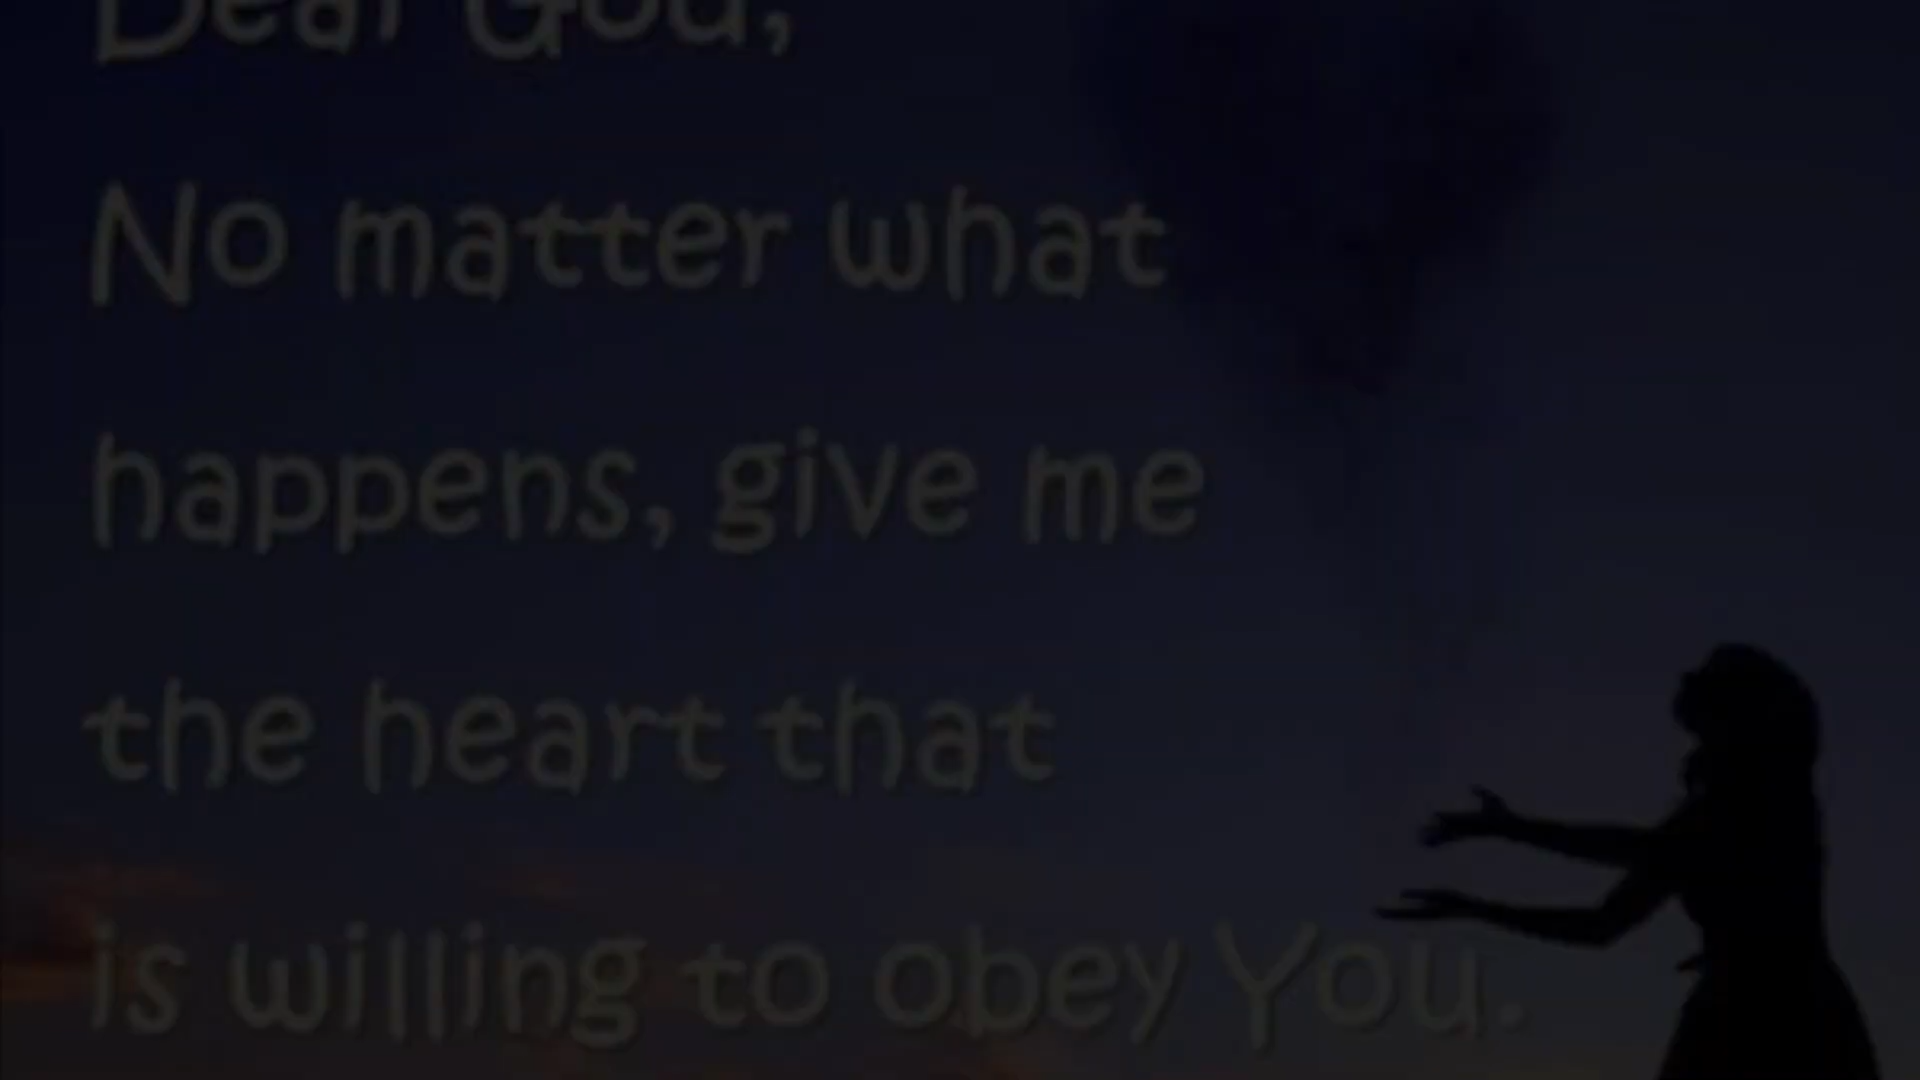 Dear God,
No matter what
happens, give me
the heart that
is willing to obey You.